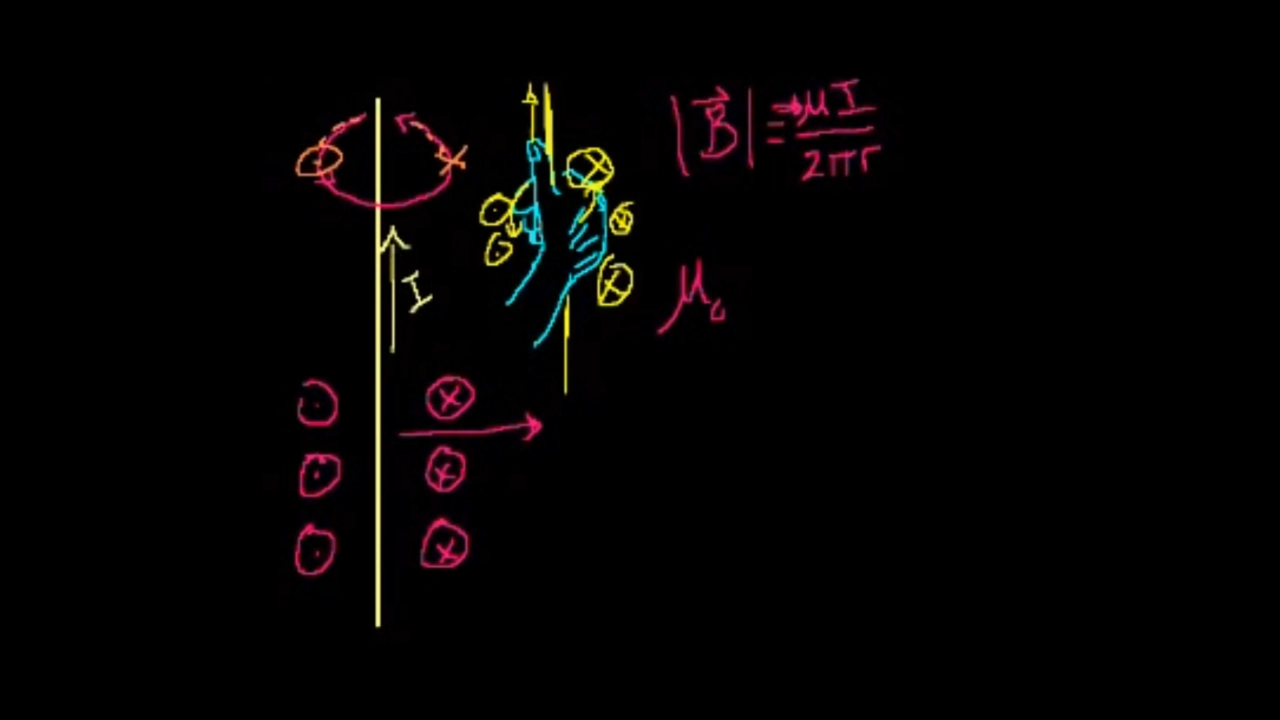 |B⃗| = μI / 2πr
I
μ₀